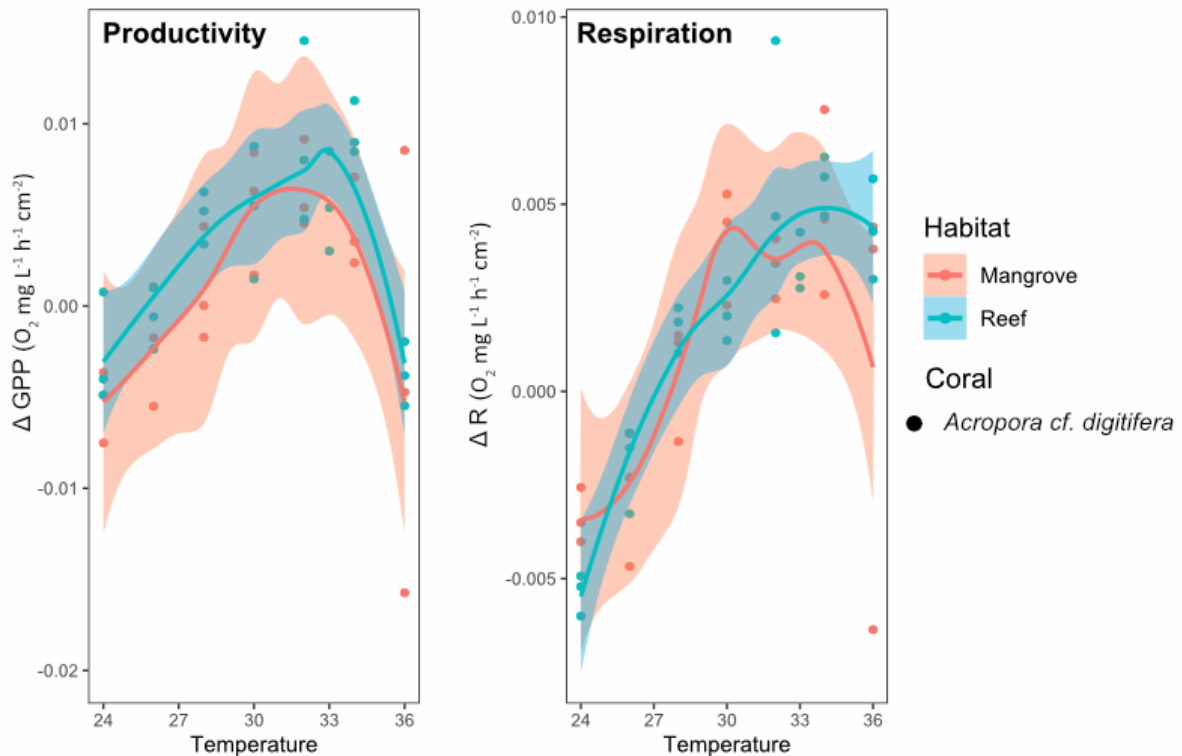 Productivity
Δ GPP (O₂ mg L⁻¹ h⁻¹ cm⁻²)
0.01
0.00
-0.01
-0.02
24 27 30 33 36
Temperature
Respiration
Δ R (O₂ mg L⁻¹ h⁻¹ cm⁻²)
0.010
0.005
0.000
-0.005
24 27 30 33 36
Temperature
Habitat
Mangrove
Reef
Coral
Acropora cf. digitifera